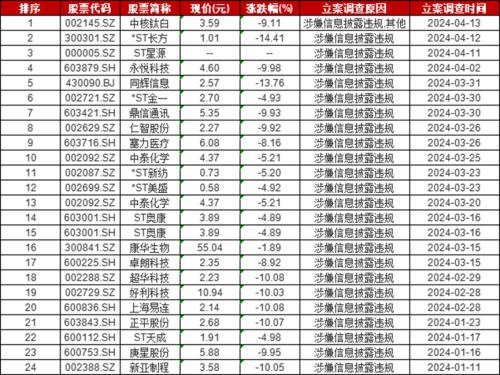 排序 股票代码 股票简称 现价(元) 涨跌幅(%) 立案调查原因 立案调查时间
1 002145.SZ 中核钛白 3.59 -9.11 涉嫌信息披露违规,其他 2024-04-13
2 300301.SZ *ST长方 1.01 -14.41 涉嫌信息披露违规 2024-04-12
3 000005.SZ ST星源 -- -- 涉嫌信息披露违规 2024-04-11
4 603879.SH 永悦科技 4.60 -9.98 涉嫌信息披露违规 2024-04-02
5 430090.BJ 同辉信息 2.57 -13.76 涉嫌信息披露违规 2024-03-31
6 002721.SZ *ST金一 2.70 -4.93 涉嫌信息披露违规 2024-03-30
7 603421.SH 鼎信通讯 5.35 -9.93 涉嫌信息披露违规 2024-03-30
8 002629.SZ 仁智股份 2.27 -9.92 涉嫌信息披露违规 2024-03-26
9 603716.SH 塞力医疗 6.08 -8.16 涉嫌信息披露违规 2024-03-26
10 002092.SZ 中泰化学 4.37 -5.21 涉嫌信息披露违规 2024-03-25
11 002087.SZ *ST新纺 0.73 -5.20 涉嫌信息披露违规 2024-03-23
12 002699.SZ *ST美盛 0.58 -4.92 涉嫌信息披露违规 2024-03-23
13 002092.SZ 中泰化学 4.37 -5.21 涉嫌信息披露违规 2024-03-23
14 603001.SH ST奥康 3.89 -4.89 涉嫌信息披露违规 2024-03-16
15 603001.SH ST奥康 3.89 -4.89 涉嫌信息披露违规 2024-03-16
16 300841.SZ 康华生物 55.04 -1.89 涉嫌信息披露违规 2024-03-15
17 600225.SH 卓朗科技 2.35 -8.92 涉嫌信息披露违规 2024-03-15
18 002288.SZ 超华科技 2.23 -10.08 涉嫌信息披露违规 2024-02-29
19 002729.SZ 好利科技 10.94 -10.03 涉嫌信息披露违规 2024-02-28
20 600836.SH 上海易连 2.14 -10.08 涉嫌信息披露违规 2024-02-28
21 603843.SH 正平股份 2.68 -10.07 涉嫌信息披露违规 2024-01-23
22 600112.SH ST天成 1.91 -4.98 涉嫌信息披露违规 2024-01-17
23 600753.SH 庚星股份 5.88 -9.95 涉嫌信息披露违规 2024-01-11
24 002388.SZ 新亚制程 3.58 -10.05 涉嫌信息披露违规 2024-01-11